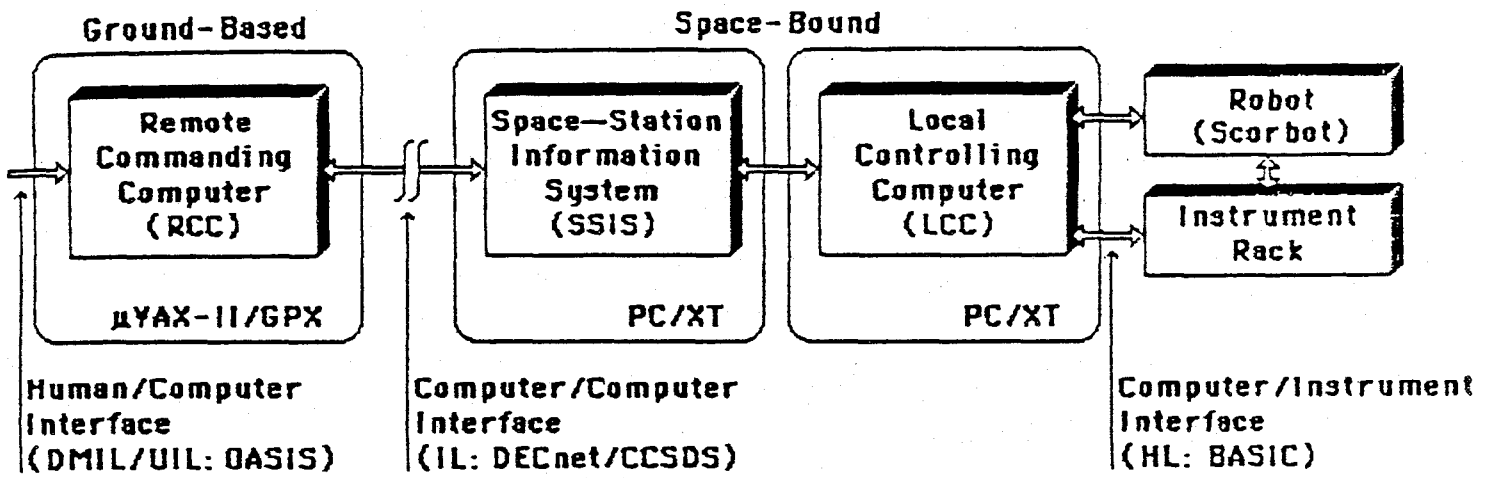 Ground-Based
Space-Bound
Remote
Commanding
Computer
(RCC)
µVAX-II/GPX
Space-Station
Information
System
(SSIS)
PC/XT
Local
Controlling
Computer
(LCC)
PC/XT
Robot
(Scorbot)
Instrument
Rack
Human/Computer
Interface
(DMIL/UIL: OASIS)
Computer/Computer
Interface
(IL: DECnet/CCSDS)
Computer/Instrument
Interface
(HL: BASIC)